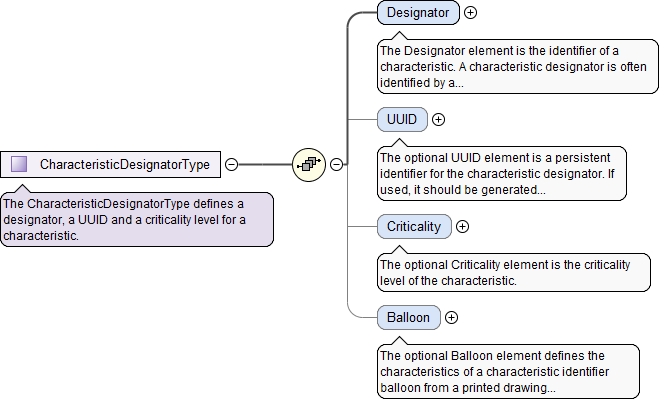 Designator
The Designator element is the identifier of a
characteristic. A characteristic designator is often
identified by a...
UUID
The optional UUID element is a persistent
identifier for the characteristic designator. If
used, it should be generated...
CharacteristicDesignatorType
The CharacteristicDesignatorType defines a
designator, a UUID and a criticality level for a
characteristic.
Criticality
The optional Criticality element is the criticality
level of the characteristic.
Balloon
The optional Balloon element defines the
characteristics of a characteristic identifier
balloon from a printed drawing...